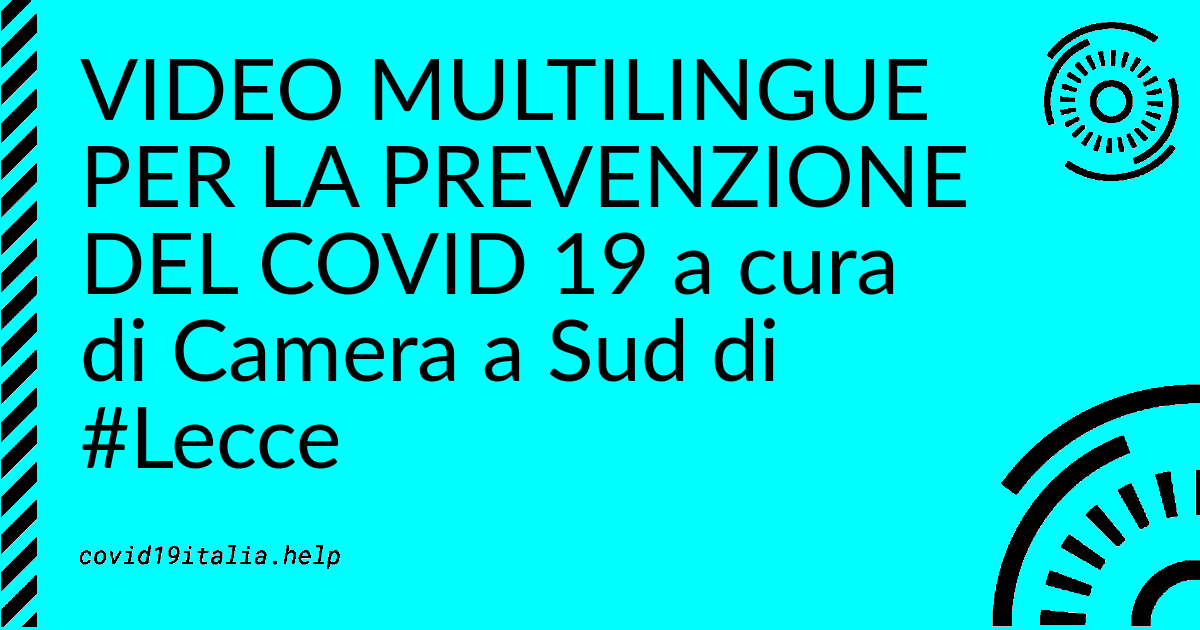 VIDEO MULTILINGUE
PER LA PREVENZIONE
DEL COVID 19 a cura
di Camera a Sud di
#Lecce
covid19italia.help